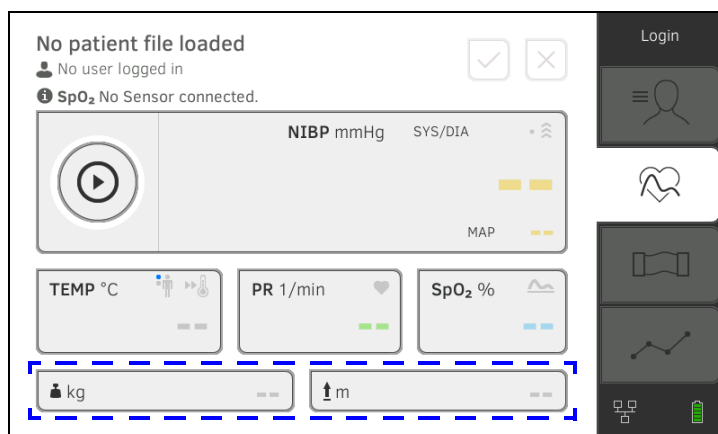 No patient file loaded
No user logged in
SpO₂ No Sensor connected.
NIBP mmHg SYS/DIA
-- --
MAP --
TEMP °C
--
PR 1/min
--
SpO₂ %
--
kg --
m --
Login